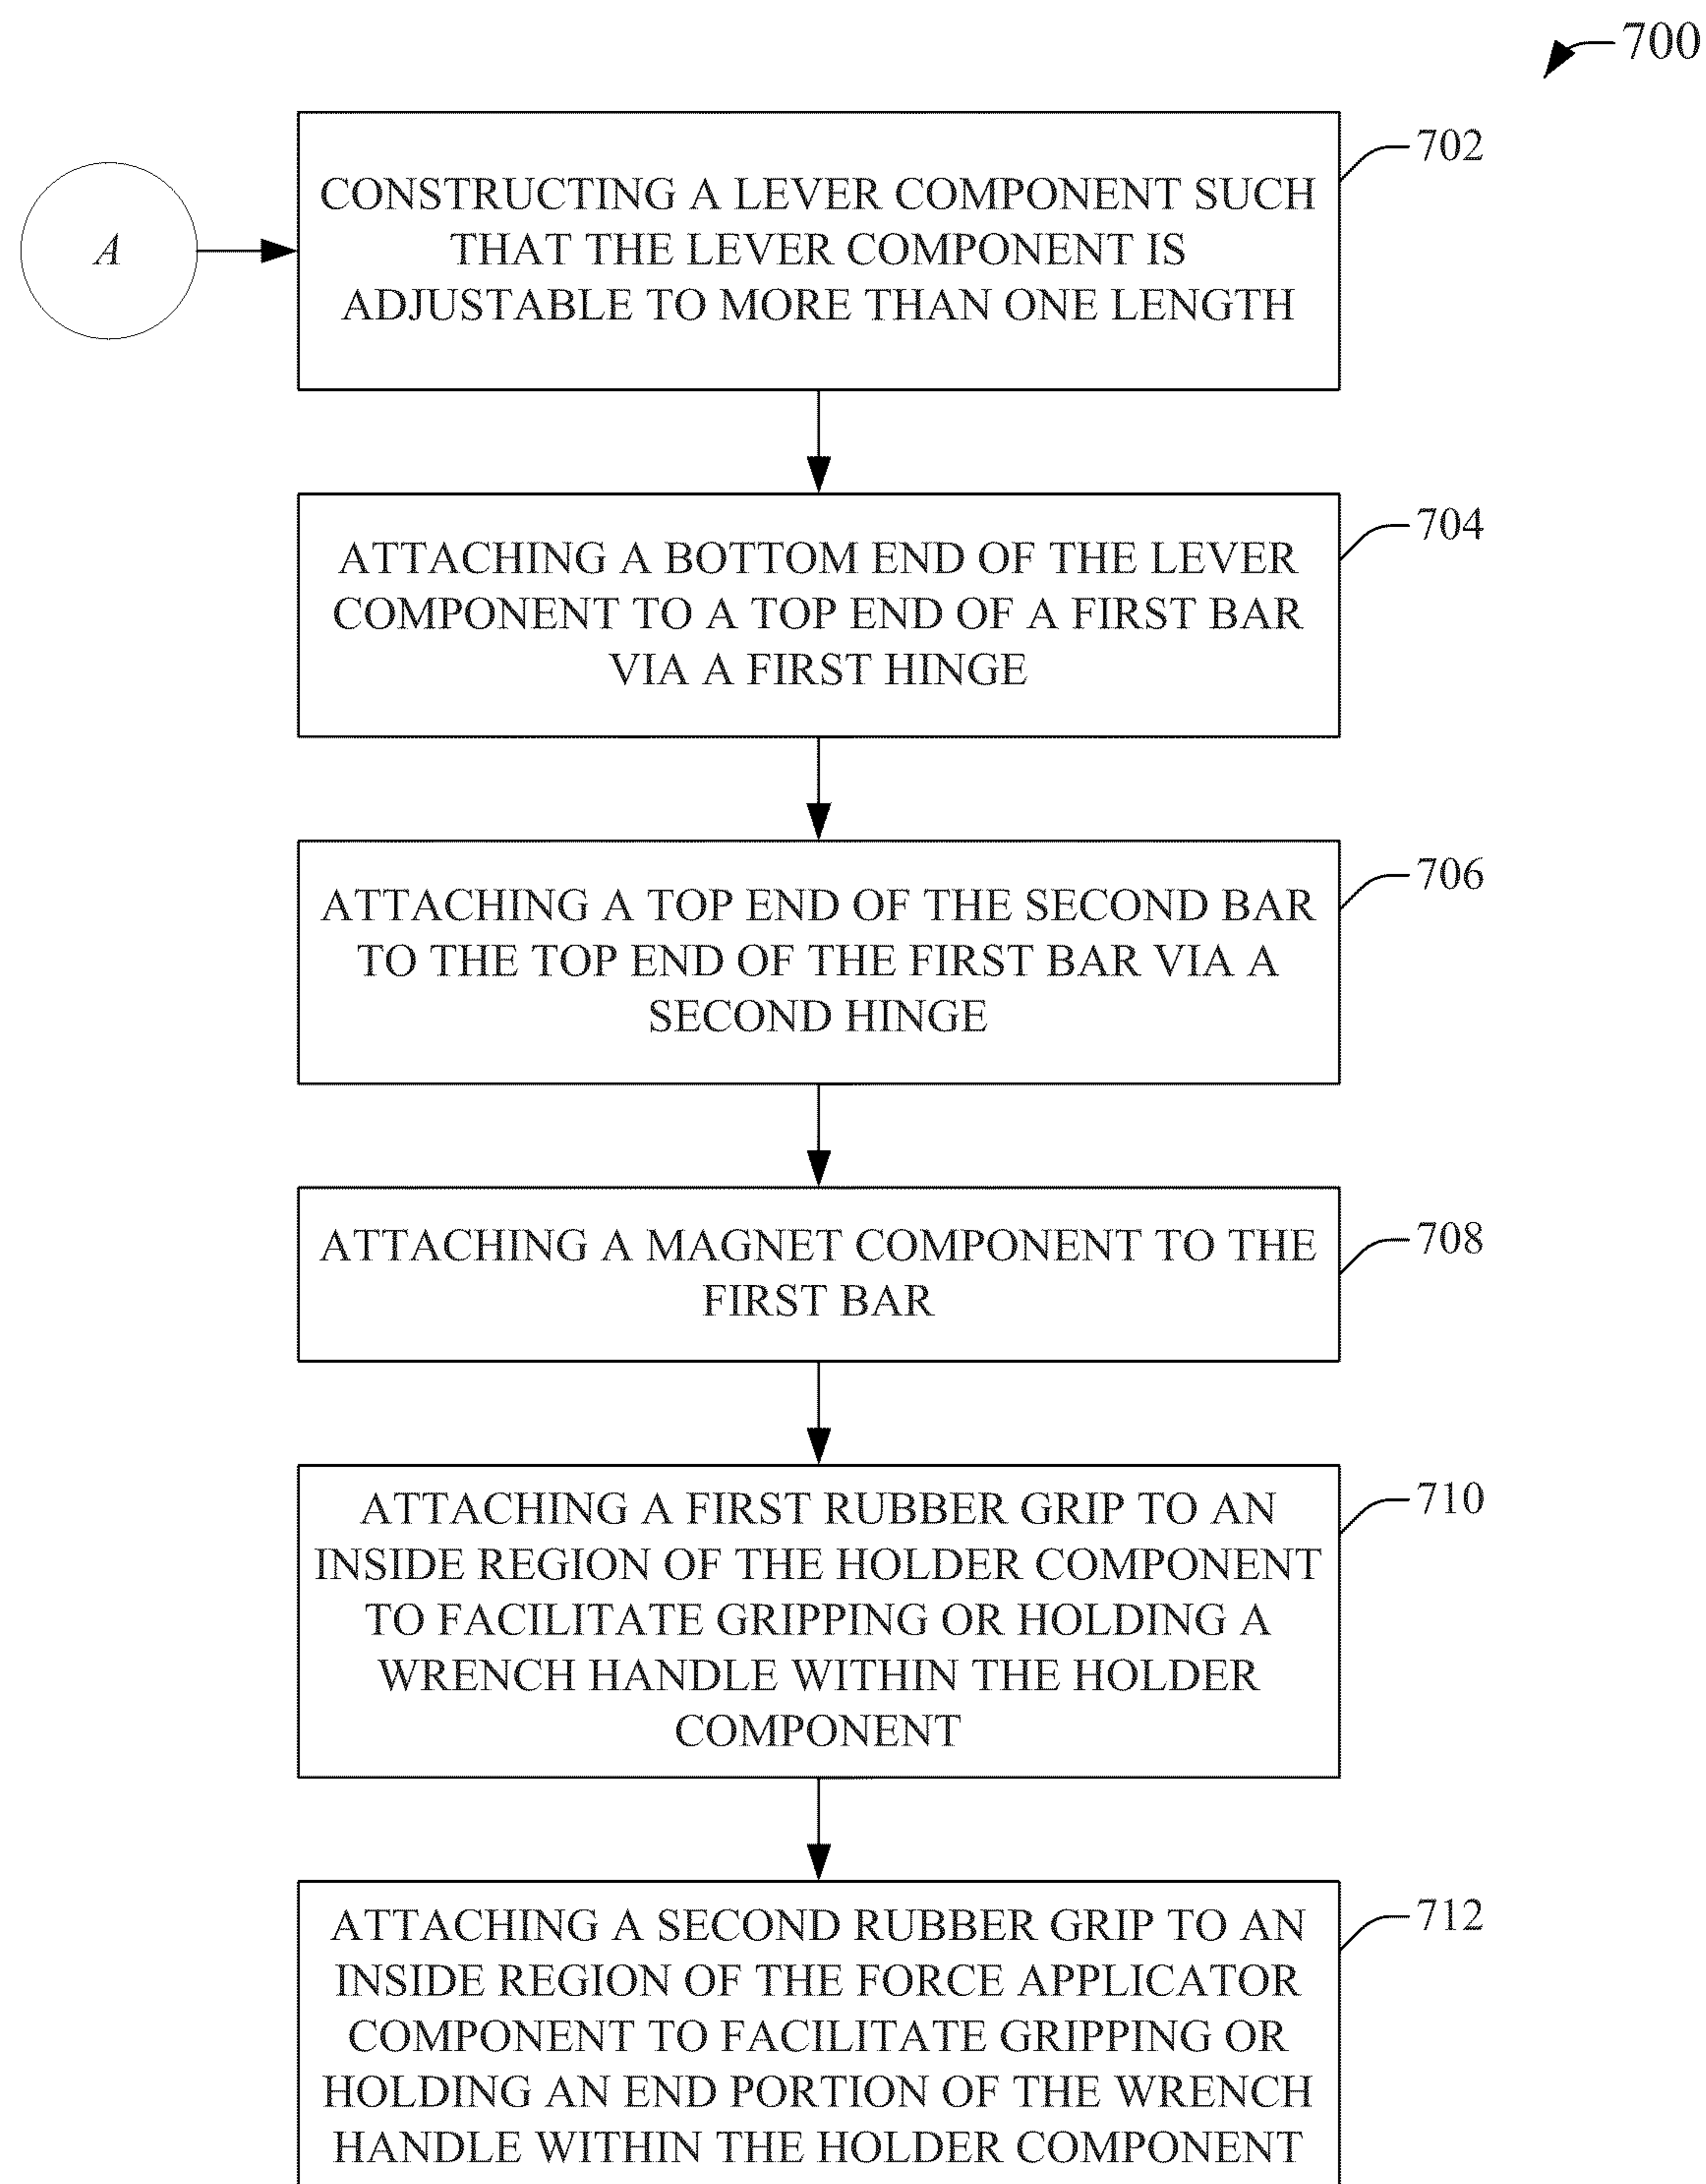 700
702
CONSTRUCTING A LEVER COMPONENT SUCH
THAT THE LEVER COMPONENT IS
ADJUSTABLE TO MORE THAN ONE LENGTH
A
704
ATTACHING A BOTTOM END OF THE LEVER
COMPONENT TO A TOP END OF A FIRST BAR
VIA A FIRST HINGE
706
ATTACHING A TOP END OF THE SECOND BAR
TO THE TOP END OF THE FIRST BAR VIA A
SECOND HINGE
708
ATTACHING A MAGNET COMPONENT TO THE
FIRST BAR
710
ATTACHING A FIRST RUBBER GRIP TO AN
INSIDE REGION OF THE HOLDER COMPONENT
TO FACILITATE GRIPPING OR HOLDING A
WRENCH HANDLE WITHIN THE HOLDER
COMPONENT
712
ATTACHING A SECOND RUBBER GRIP TO AN
INSIDE REGION OF THE FORCE APPLICATOR
COMPONENT TO FACILITATE GRIPPING OR
HOLDING AN END PORTION OF THE WRENCH
HANDLE WITHIN THE HOLDER COMPONENT